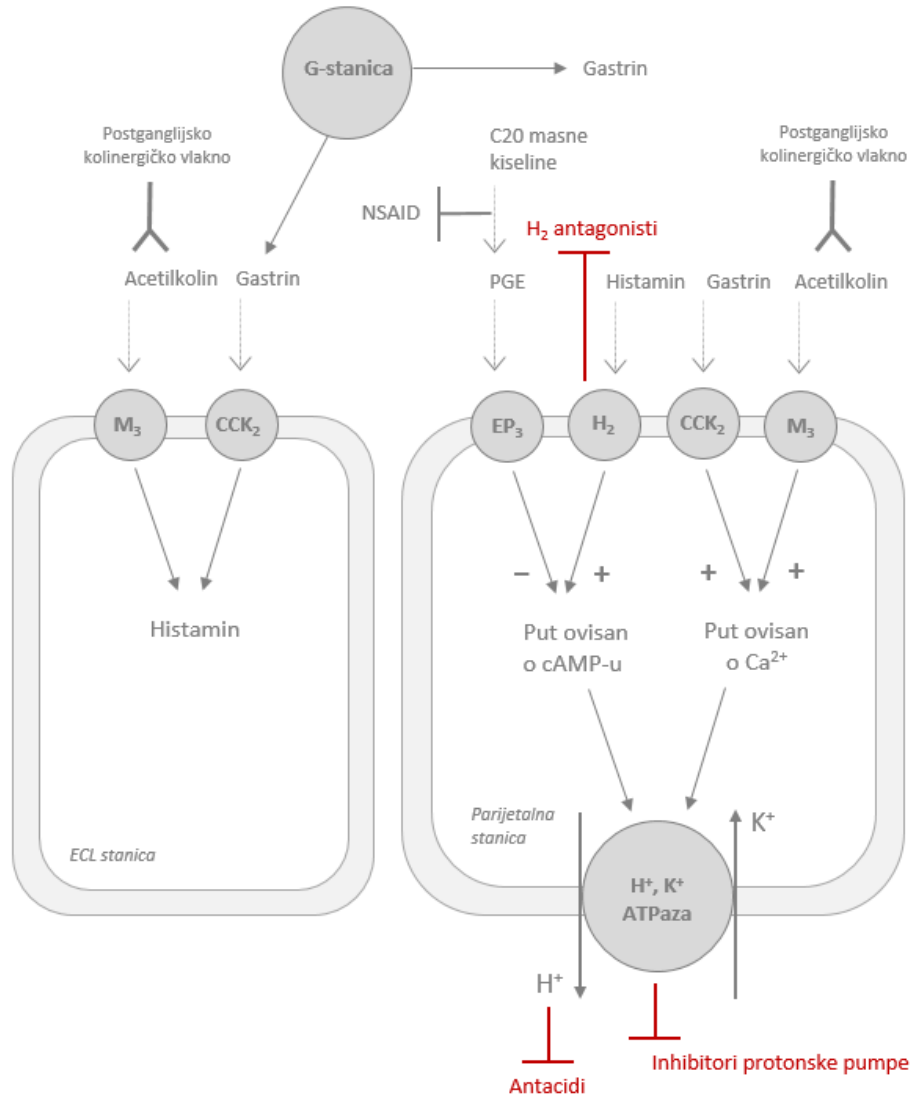 G-stanica
Gastrin
Postganglijsko
kolinergičko vlakno
C20 masne
kiseline
Postganglijsko
kolinergičko vlakno
NSAID
H₂ antagonisti
Acetilkolin
Gastrin
PGE
Histamin
Gastrin
Acetilkolin
M₃
CCK₂
EP₃
H₂
CCK₂
M₃
–
+
+
+
Histamin
Put ovisan
o cAMP-u
Put ovisan
o Ca²⁺
Parijetalna
stanica
K⁺
ECL stanica
H⁺, K⁺
ATPaza
H⁺
Inhibitori protonske pumpe
Antacidi